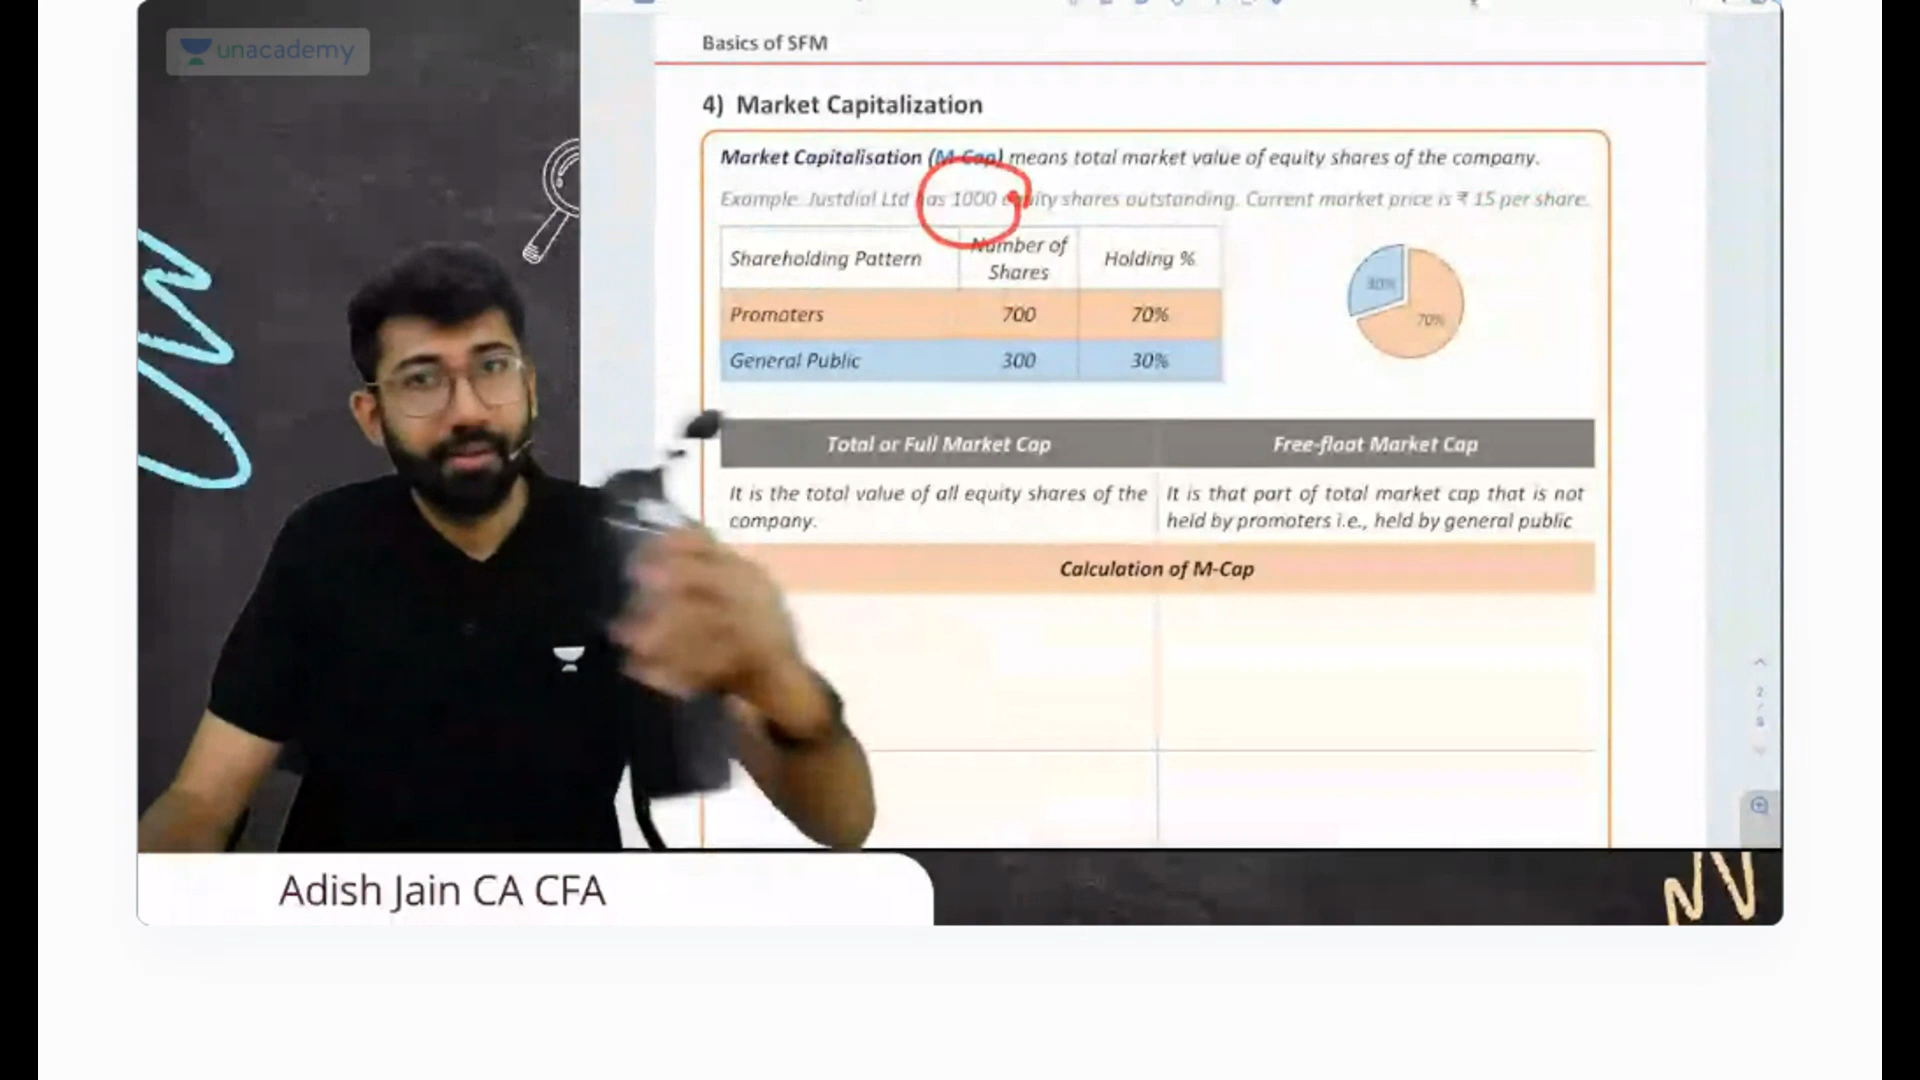 unacademy
Basics of SFM
4) Market Capitalization
Market Capitalisation (M-Cap) means total market value of equity shares of the company.
Example. Justdial Ltd has 1000 equity shares outstanding. Current market price is ₹ 15 per share.
Shareholding Pattern
Number of
Shares
Holding %
Promoters 700 70%
General Public 300 30%
30%
70%
Total or Full Market Cap
Free-float Market Cap
It is the total value of all equity shares of the
company.
It is that part of total market cap that is not
held by promoters i.e., held by general public
Calculation of M-Cap
2
/
Adish Jain CA CFA